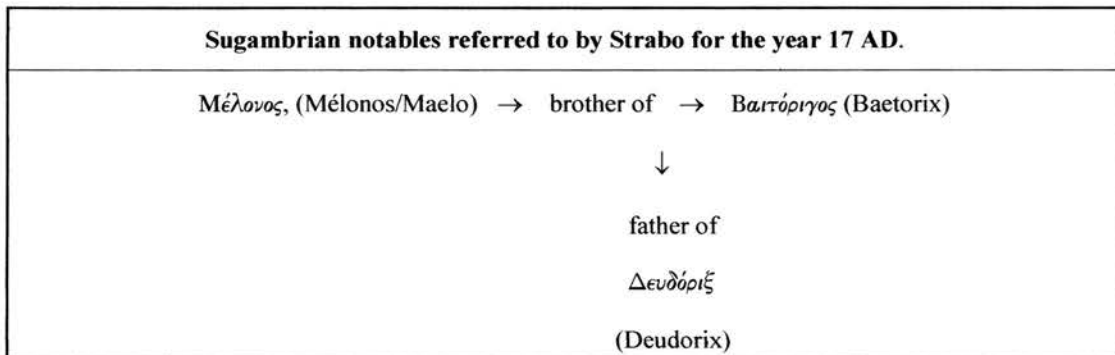 Sugambrian notables referred to by Strabo for the year 17 AD.
Μέλονος, (Mélonos/Maelo) → brother of → Βαιτόριγος (Baetorix)
↓
father of
Δευδόριξ
(Deudorix)